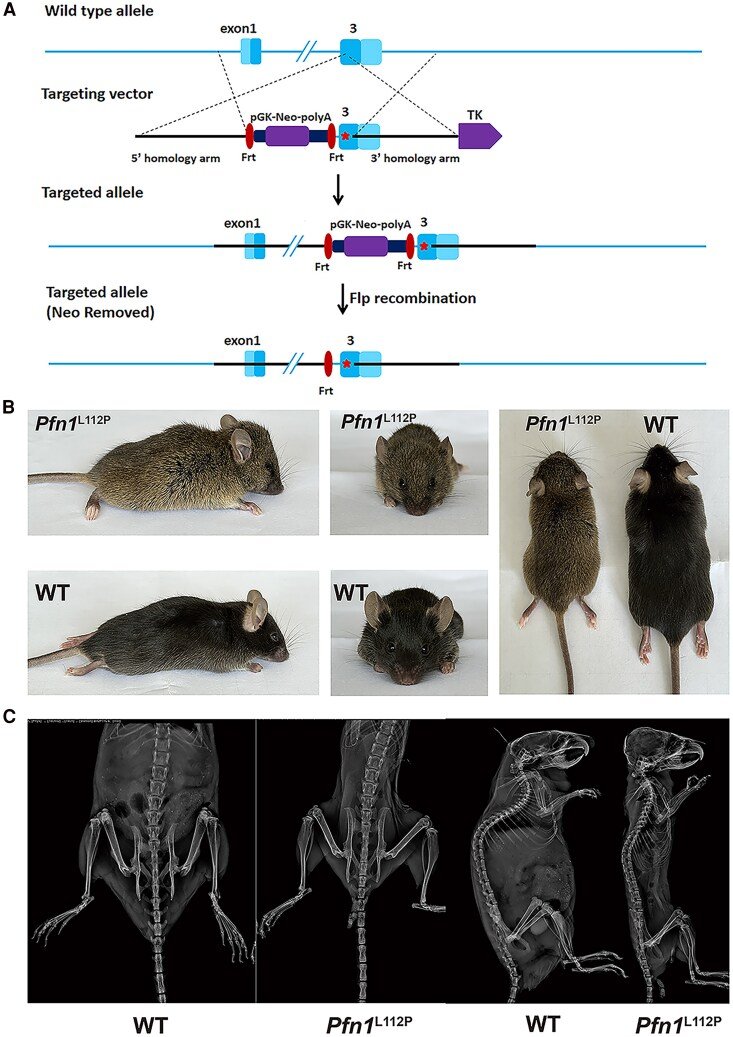 A
Wild type allele
exon1
3
Targeting vector
pGK-Neo-polyA
3
TK
5' homology arm
Frt
Frt
3' homology arm
Targeted allele
exon1
pGK-Neo-polyA
3
Frt
Frt
Targeted allele
(Neo Removed)
Flp recombination
exon1
3
Frt
B
Pfn1L112P
Pfn1L112P
Pfn1L112P
WT
WT
WT
C
WT
Pfn1L112P
WT
Pfn1L112P